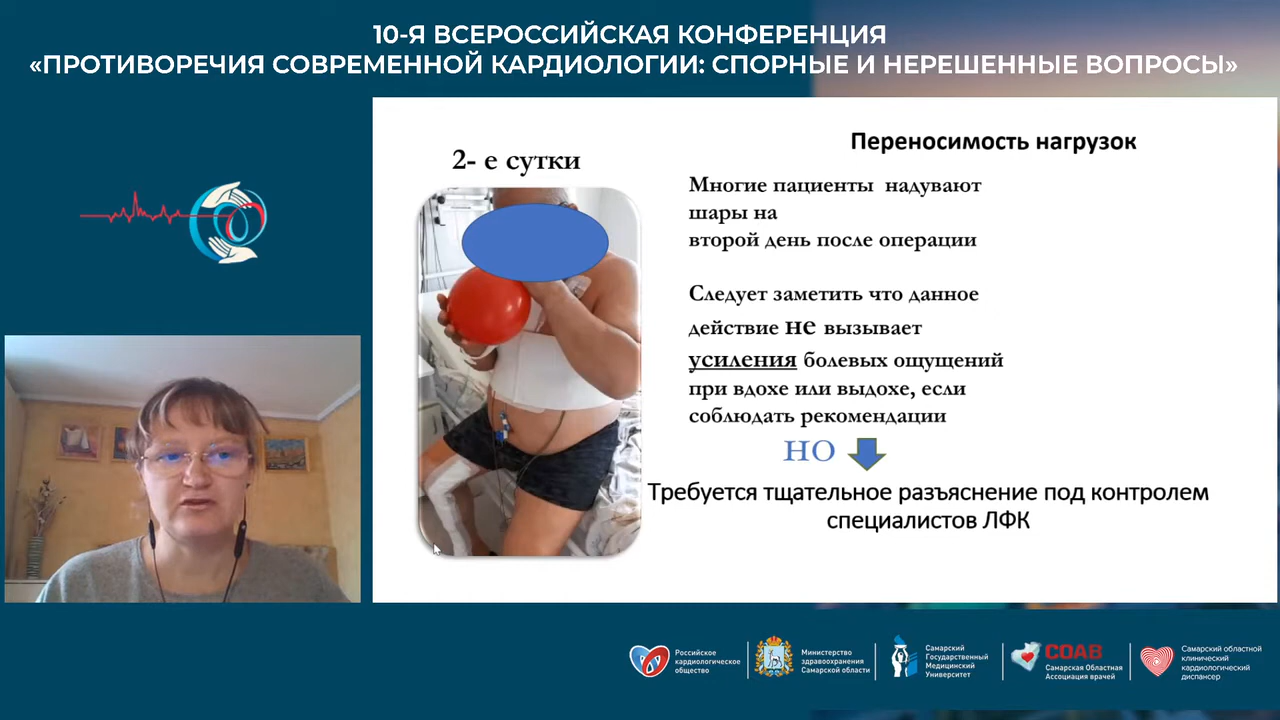 10-Я ВСЕРОССИЙСКАЯ КОНФЕРЕНЦИЯ
«ПРОТИВОРЕЧИЯ СОВРЕМЕННОЙ КАРДИОЛОГИИ: СПОРНЫЕ И НЕРЕШЕННЫЕ ВОПРОСЫ»
Переносимость нагрузок
2- е сутки
Многие пациенты надувают
шары на
второй день после операции
Следует заметить что данное
действие не вызывает
усиления болевых ощущений
при вдохе или выдохе, если
соблюдать рекомендации
НО
Требуется тщательное разъяснение под контролем
специалистов ЛФК
Российское
кардиологическое
общество
Министерство
здравоохранения
Самарской области
Самарский
Государственный
Медицинский
Университет
СОАВ
Самарская Областная
Ассоциация врачей
Самарский областной
клинический
кардиологический
диспансер